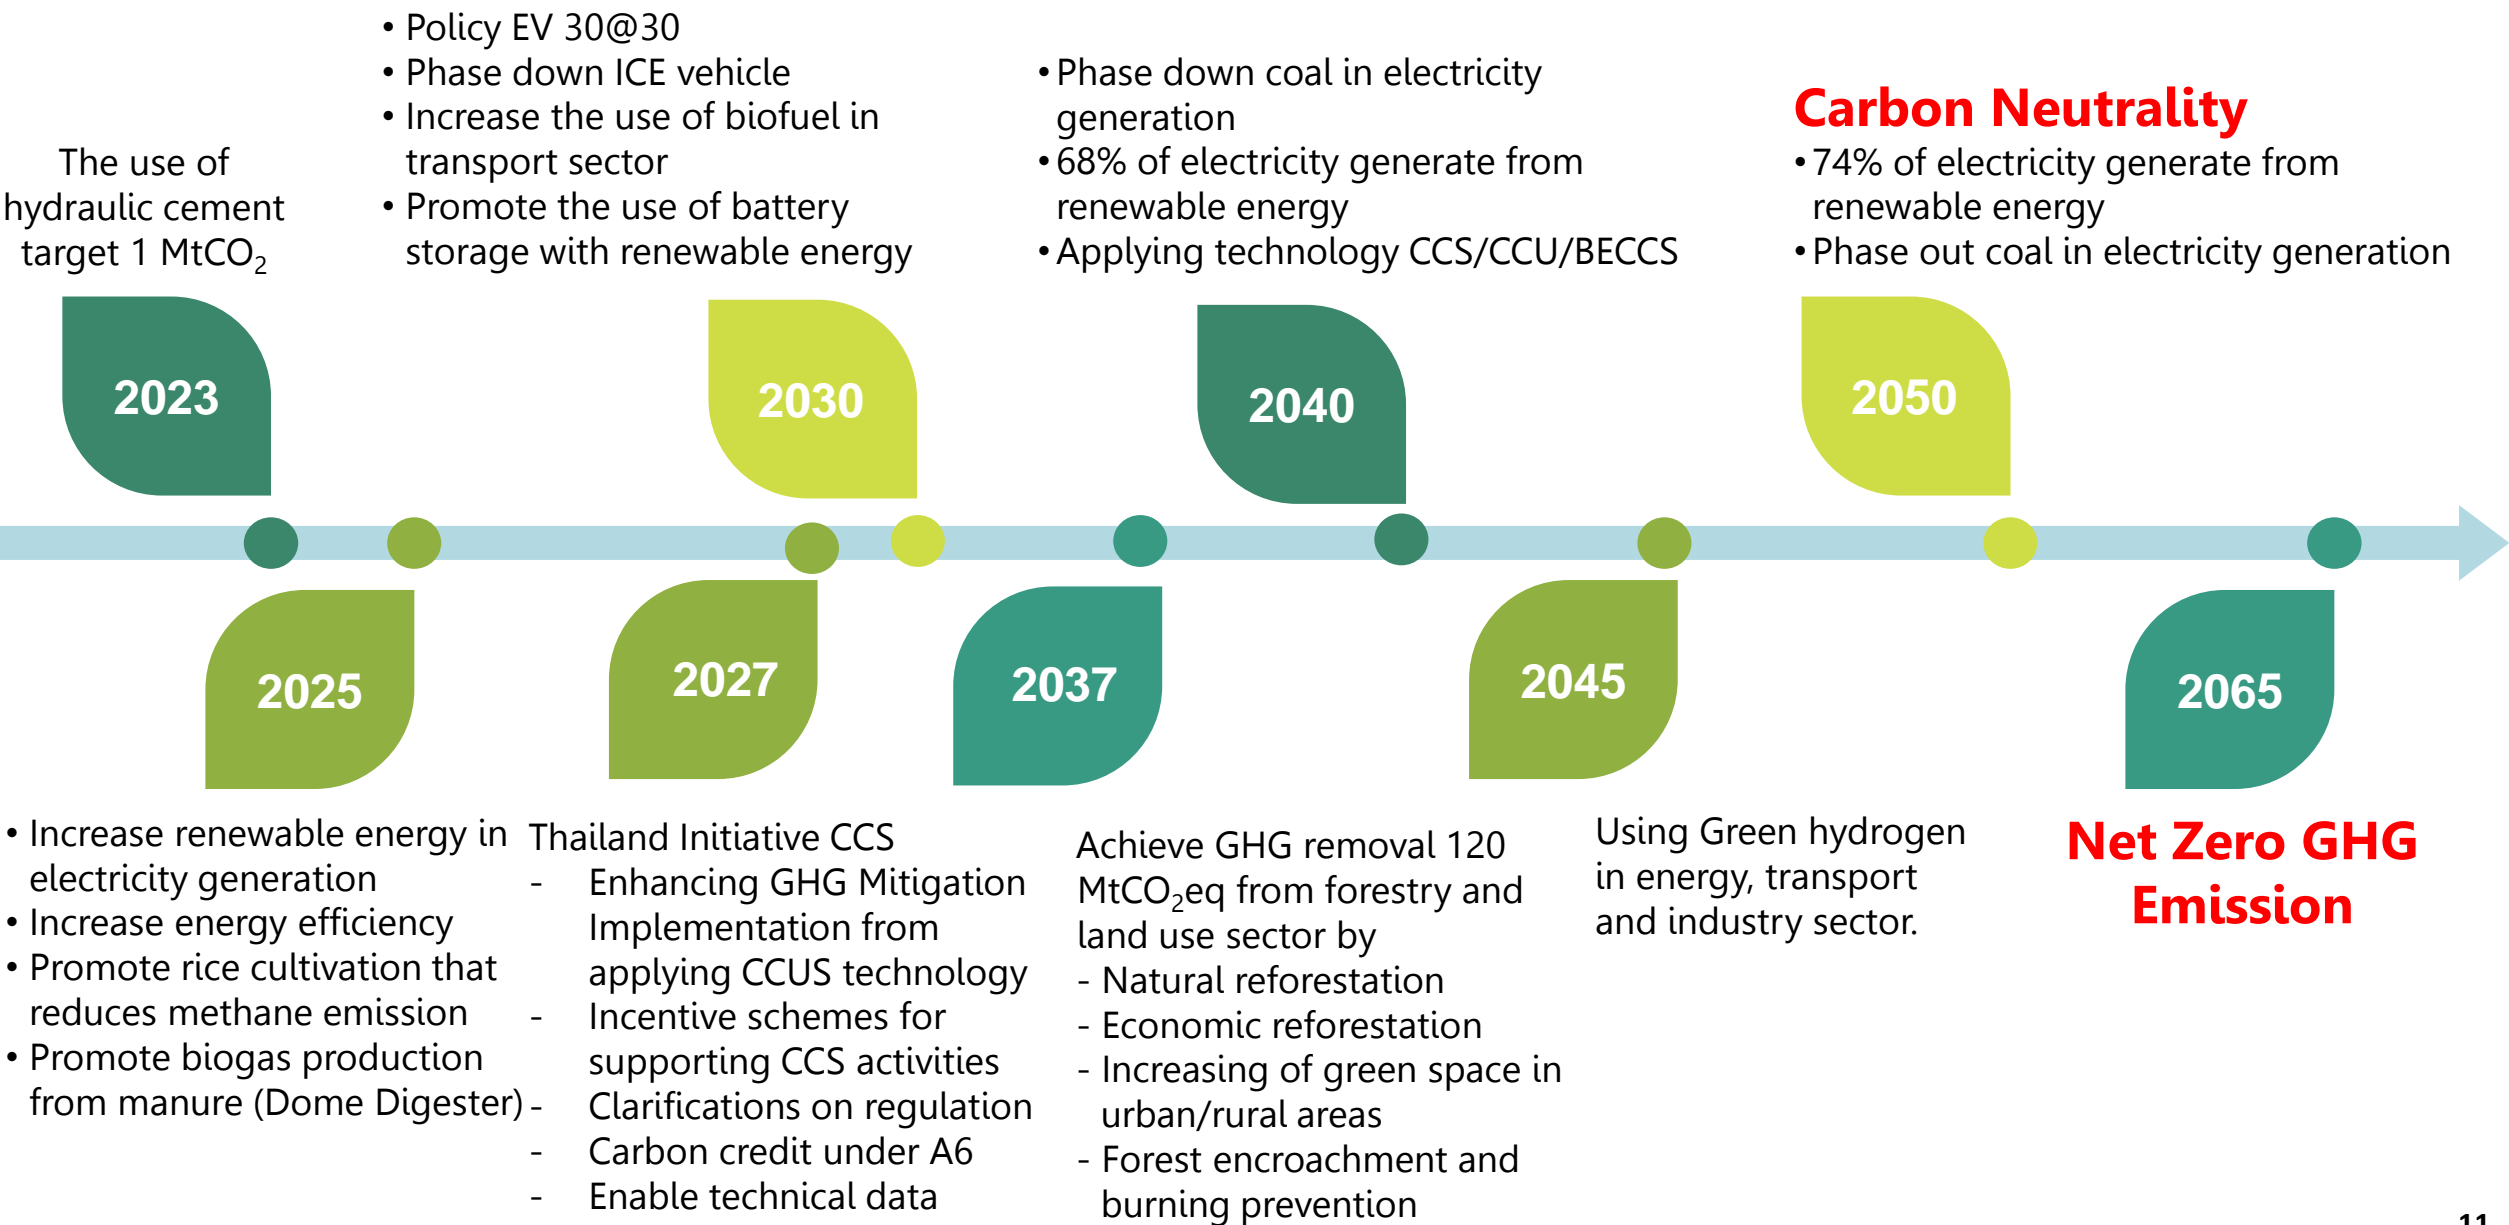 The use of
hydraulic cement
target 1 MtCO₂
• Policy EV 30@30
• Phase down ICE vehicle
• Increase the use of biofuel in
transport sector
• Promote the use of battery
storage with renewable energy
• Phase down coal in electricity
generation
• 68% of electricity generate from
renewable energy
• Applying technology CCS/CCU/BECCS
Carbon Neutrality
• 74% of electricity generate from
renewable energy
• Phase out coal in electricity generation
2023
2030
2040
2050
2025
2027
2037
2045
2065
• Increase renewable energy in
electricity generation
• Increase energy efficiency
• Promote rice cultivation that
reduces methane emission
• Promote biogas production
from manure (Dome Digester)
Thailand Initiative CCS
- Enhancing GHG Mitigation
Implementation from
applying CCUS technology
- Incentive schemes for
supporting CCS activities
- Clarifications on regulation
- Carbon credit under A6
- Enable technical data
Achieve GHG removal 120
MtCO₂eq from forestry and
land use sector by
- Natural reforestation
- Economic reforestation
- Increasing of green space in
urban/rural areas
- Forest encroachment and
burning prevention
Using Green hydrogen
in energy, transport
and industry sector.
Net Zero GHG
Emission
11